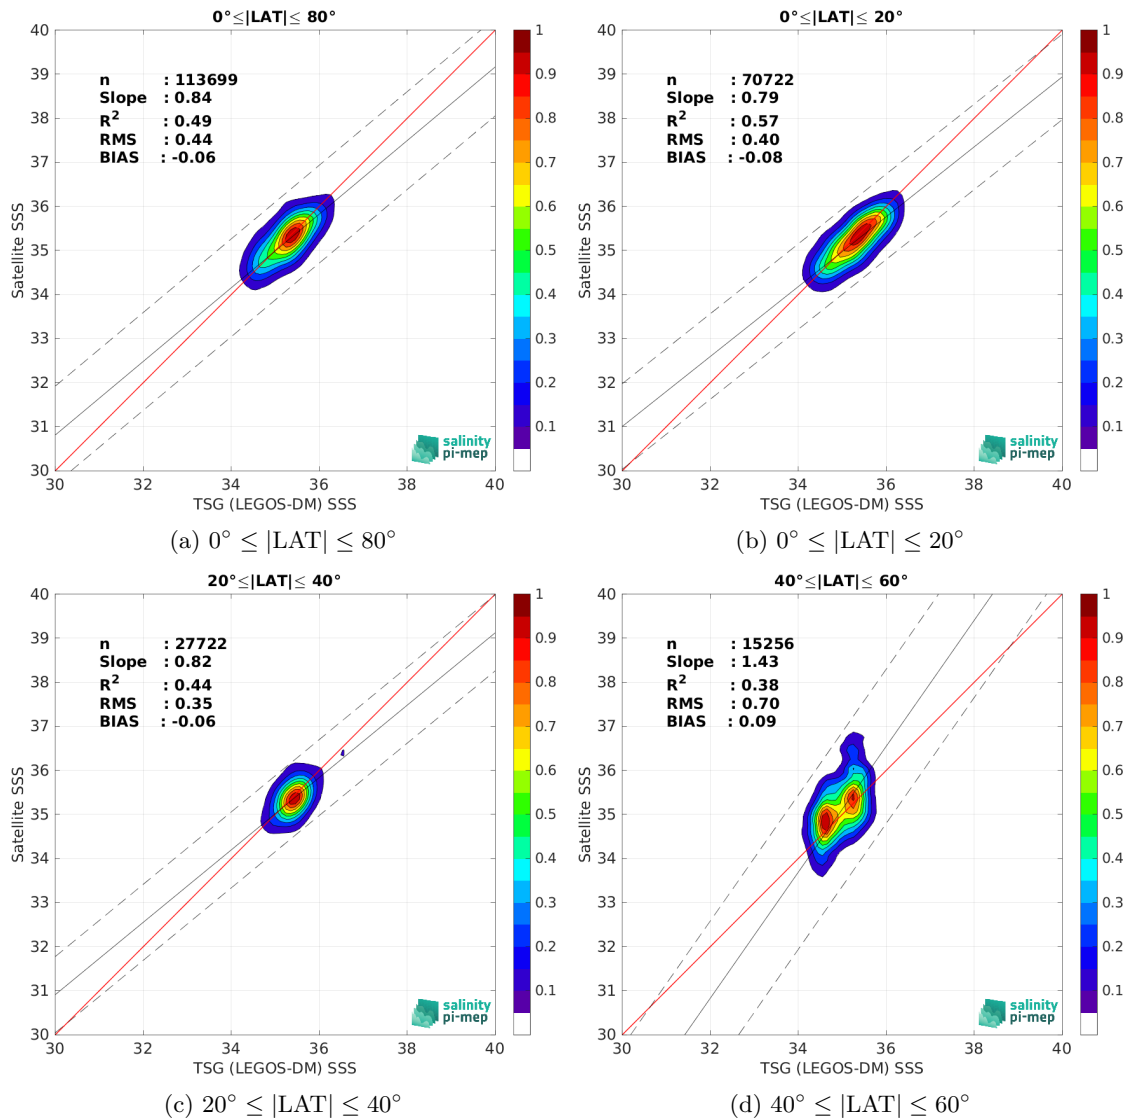 0°≤|LAT|≤ 80°
40
39
38
37
36
35
34
33
32
31
30
Satellite SSS
n : 113699
Slope : 0.84
R² : 0.49
RMS : 0.44
BIAS : -0.06
salinity
pi-mep
30 32 34 36 38 40
TSG (LEGOS-DM) SSS
1
0.9
0.8
0.7
0.6
0.5
0.4
0.3
0.2
0.1
(a) 0° ≤ |LAT| ≤ 80°
0°≤|LAT|≤ 20°
40
39
38
37
36
35
34
33
32
31
30
Satellite SSS
n : 70722
Slope : 0.79
R² : 0.57
RMS : 0.40
BIAS : -0.08
salinity
pi-mep
30 32 34 36 38 40
TSG (LEGOS-DM) SSS
1
0.9
0.8
0.7
0.6
0.5
0.4
0.3
0.2
0.1
(b) 0° ≤ |LAT| ≤ 20°
20°≤|LAT|≤ 40°
40
39
38
37
36
35
34
33
32
31
30
Satellite SSS
n : 27722
Slope : 0.82
R² : 0.44
RMS : 0.35
BIAS : -0.06
salinity
pi-mep
30 32 34 36 38 40
TSG (LEGOS-DM) SSS
1
0.9
0.8
0.7
0.6
0.5
0.4
0.3
0.2
0.1
(c) 20° ≤ |LAT| ≤ 40°
40°≤|LAT|≤ 60°
40
39
38
37
36
35
34
33
32
31
30
Satellite SSS
n : 15256
Slope : 1.43
R² : 0.38
RMS : 0.70
BIAS : 0.09
salinity
pi-mep
30 32 34 36 38 40
TSG (LEGOS-DM) SSS
1
0.9
0.8
0.7
0.6
0.5
0.4
0.3
0.2
0.1
(d) 40° ≤ |LAT| ≤ 60°